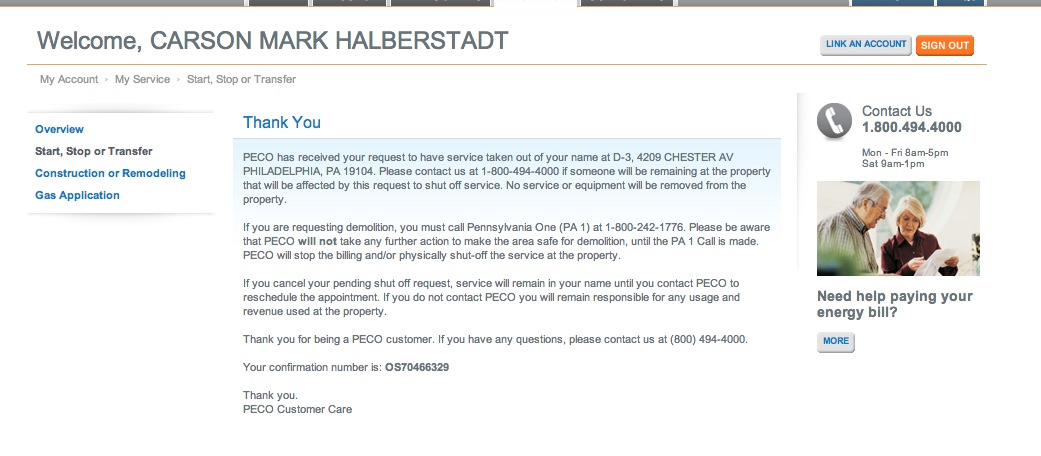 Welcome, CARSON MARK HALBERSTADT
LINK AN ACCOUNT
SIGN OUT
My Account > My Service > Start, Stop or Transfer
Overview
Start, Stop or Transfer
Construction or Remodeling
Gas Application
Thank You
PECO has received your request to have service taken out of your name at D-3, 4209 CHESTER AV
PHILADELPHIA, PA 19104. Please contact us at 1-800-494-4000 if someone will be remaining at the property
that will be affected by this request to shut off service. No service or equipment will be removed from the
property.
If you are requesting demolition, you must call Pennsylvania One (PA 1) at 1-800-242-1776. Please be aware
that PECO will not take any further action to make the area safe for demolition, until the PA 1 Call is made.
PECO will stop the billing and/or physically shut-off the service at the property.
If you cancel your pending shut off request, service will remain in your name until you contact PECO to
reschedule the appointment. If you do not contact PECO you will remain responsible for any usage and
revenue used at the property.
Thank you for being a PECO customer. If you have any questions, please contact us at (800) 494-4000.
Your confirmation number is: OS70466329
Thank you.
PECO Customer Care
Contact Us
1.800.494.4000
Mon - Fri 8am-5pm
Sat 9am-1pm
Need help paying your
energy bill?
MORE